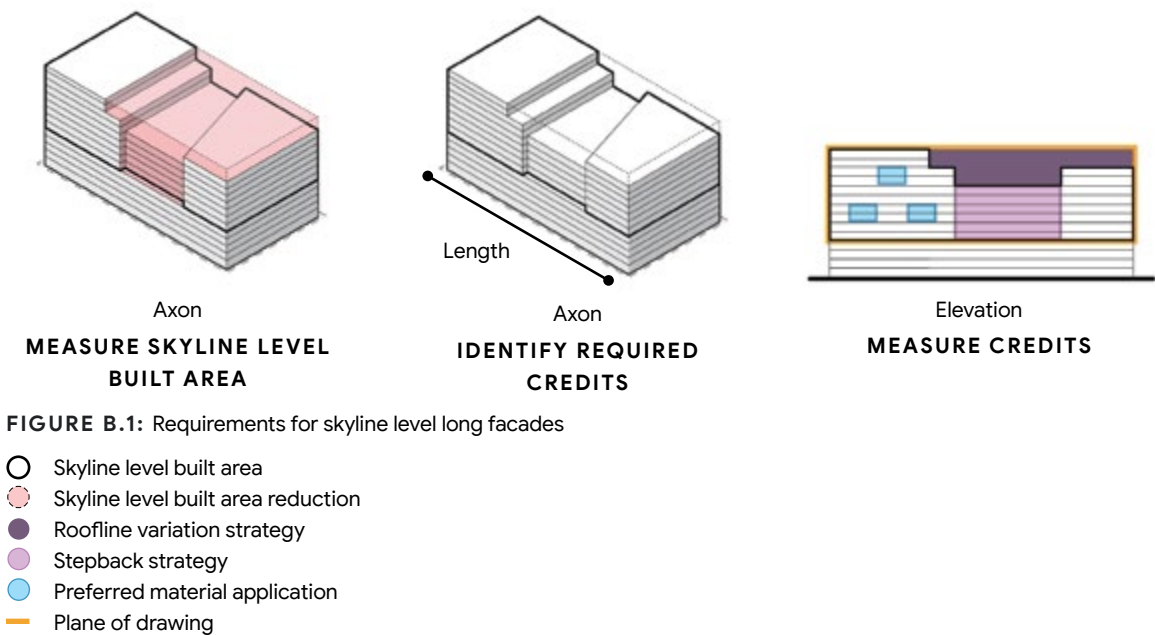 Length
Axon
MEASURE SKYLINE LEVEL
BUILT AREA
Axon
IDENTIFY REQUIRED
CREDITS
Elevation
MEASURE CREDITS
FIGURE B.1: Requirements for skyline level long facades
Skyline level built area
Skyline level built area reduction
Roofline variation strategy
Stepback strategy
Preferred material application
Plane of drawing